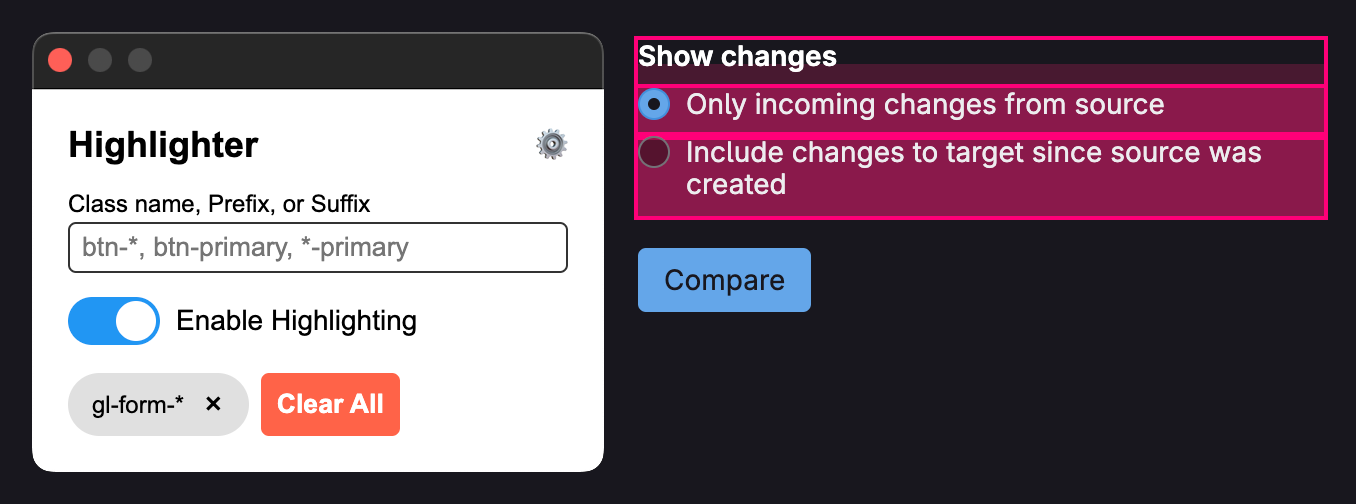 Highlighter
Class name, Prefix, or Suffix
btn-*, btn-primary, *-primary
Enable Highlighting
gl-form-* ×
Clear All
Show changes
Only incoming changes from source
Include changes to target since source was
created
Compare